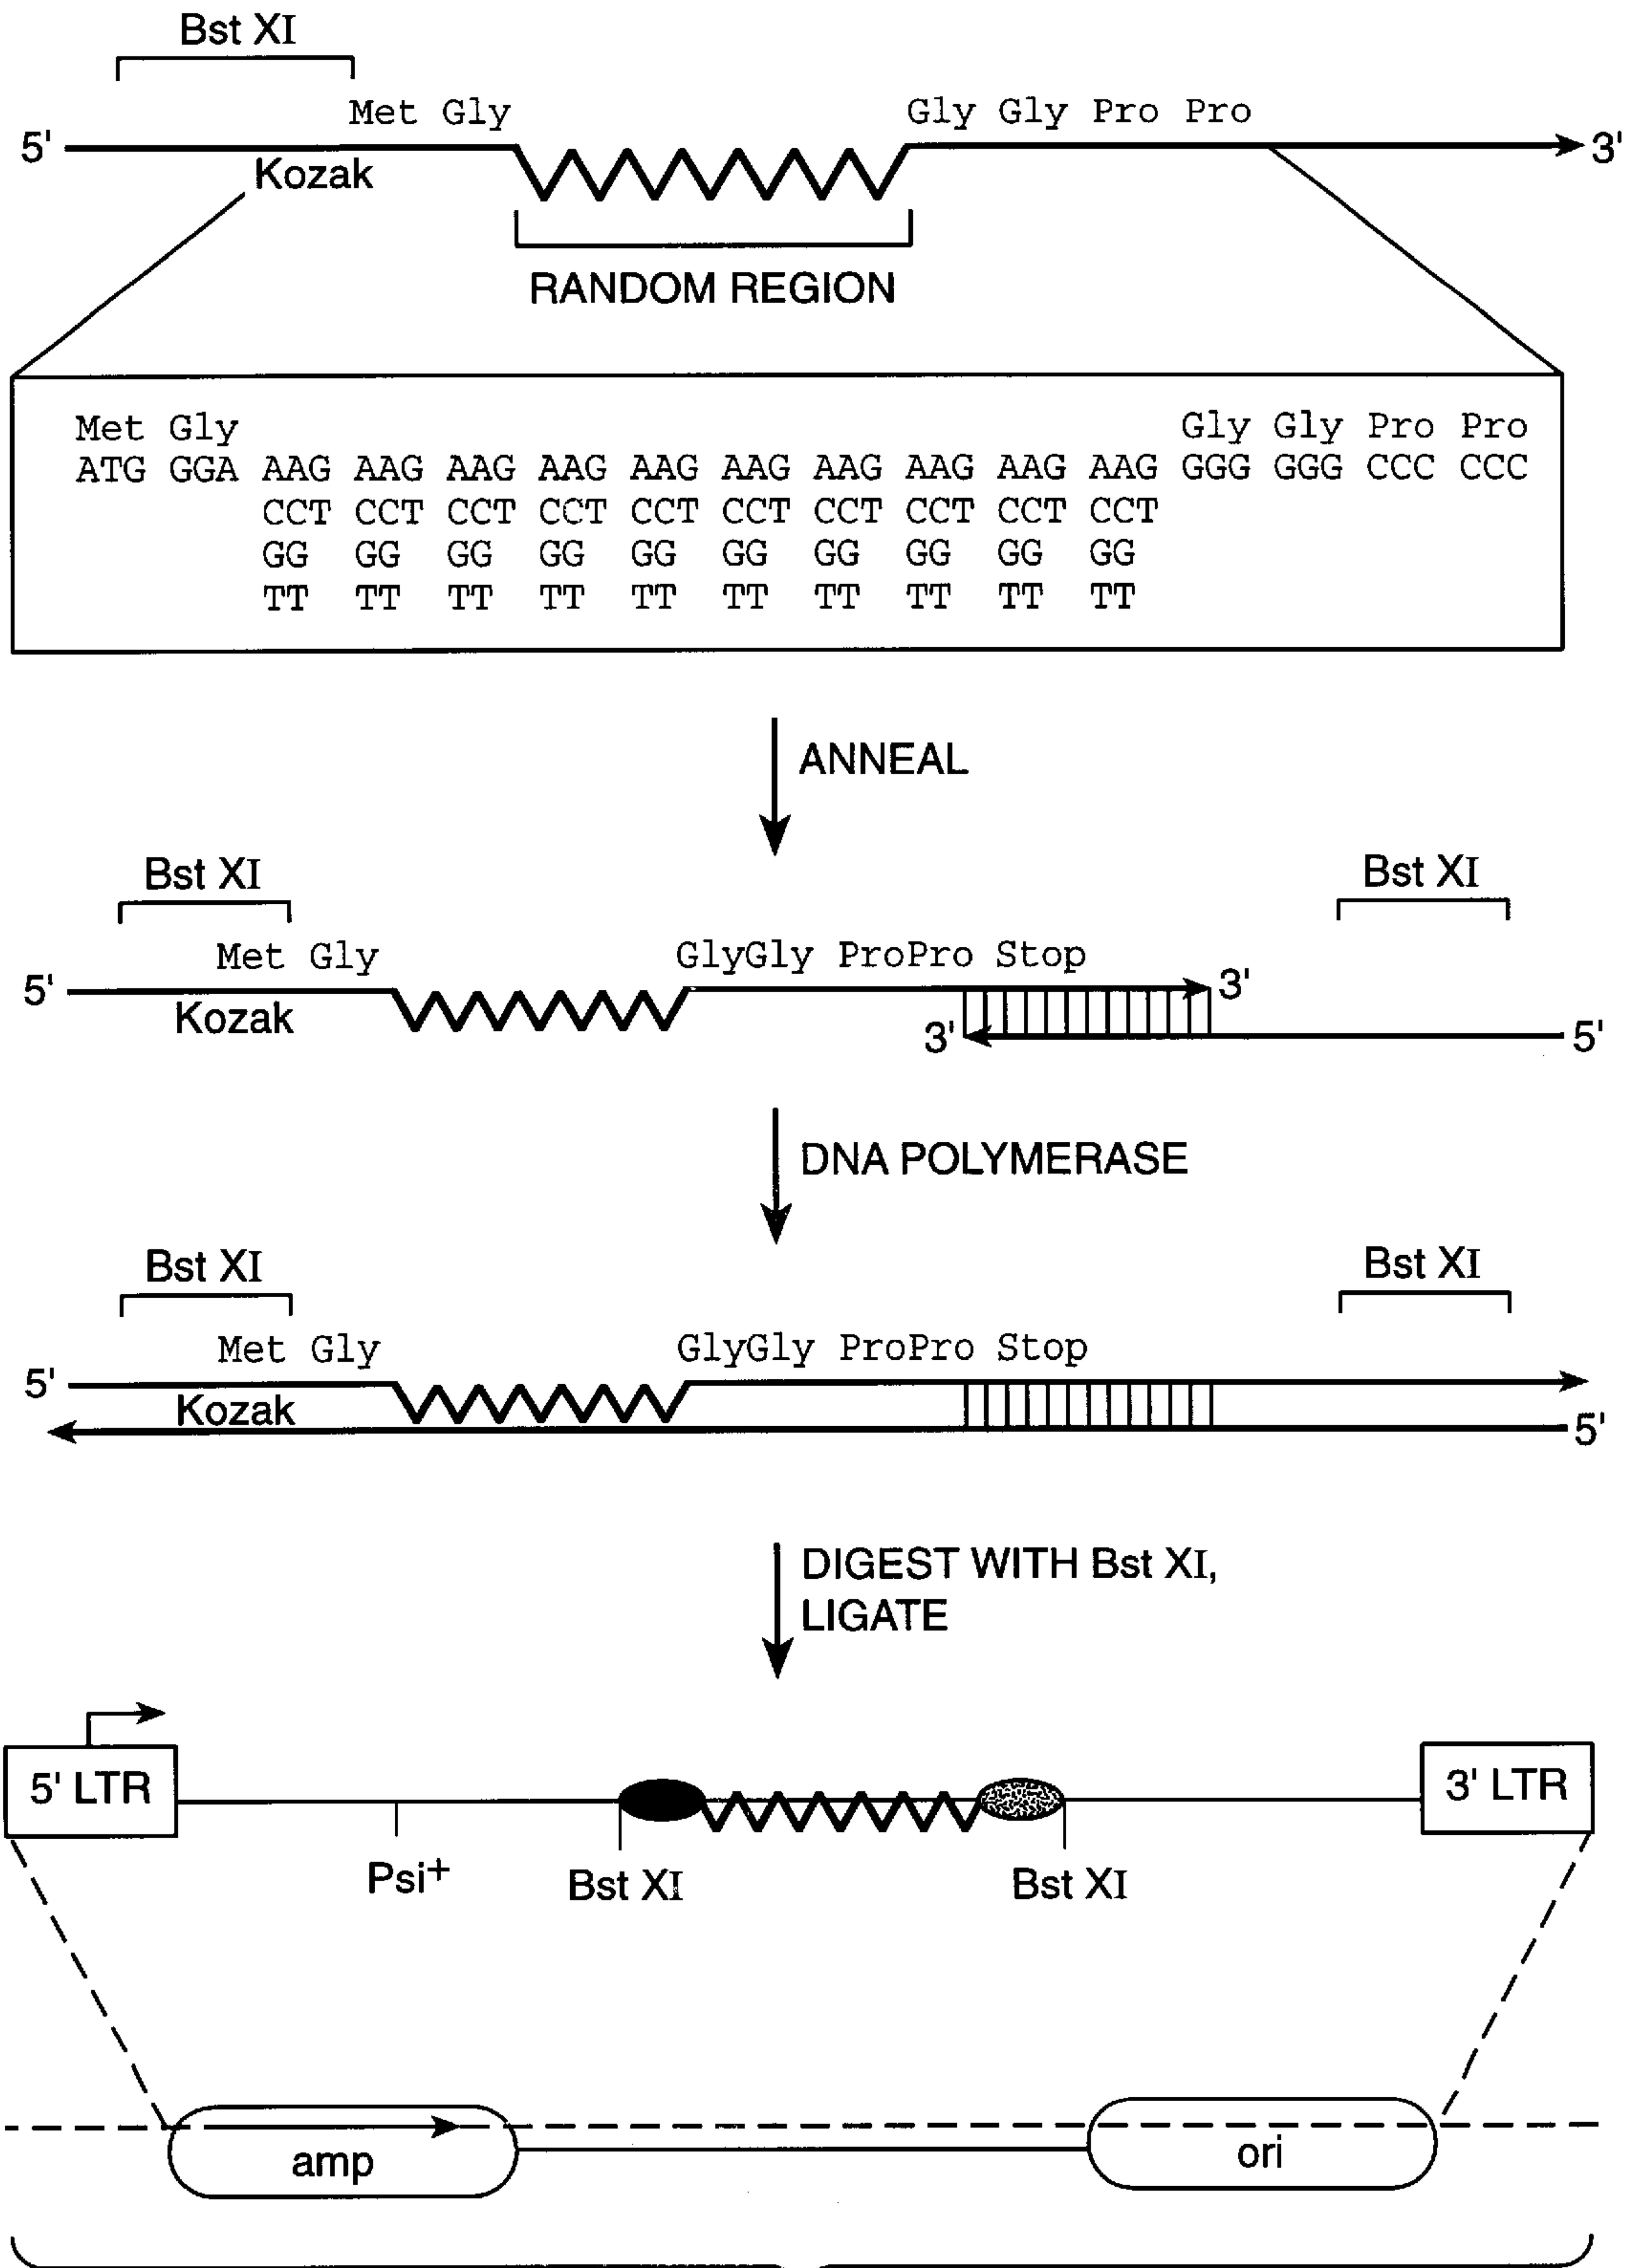 Bst XI
Met Gly Gly Gly Pro Pro
5' 3'
Kozak
RANDOM REGION
Met Gly Gly Gly Pro Pro
ATG GGA AAG AAG AAG AAG AAG AAG AAG AAG AAG AAG GGG GGG CCC CCC
CCT CCT CCT CCT CCT CCT CCT CCT CCT CCT
GG GG GG GG GG GG GG GG GG GG
TT TT TT TT TT TT TT TT TT TT
ANNEAL
Bst XI Bst XI
Met Gly GlyGly ProPro Stop
5' 3'
Kozak 3' 5'
DNA POLYMERASE
Bst XI Bst XI
Met Gly GlyGly ProPro Stop
5'
Kozak 5'
DIGEST WITH Bst XI,
LIGATE
5' LTR 3' LTR
Psi+ Bst XI Bst XI
amp ori